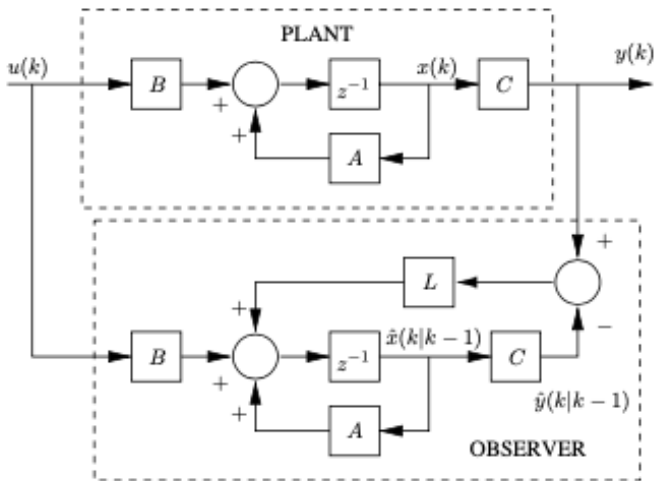 PLANT
u(k)
B
+
+
z⁻¹
x(k)
C
y(k)
A
+
L
+
−
B
+
+
z⁻¹
x̂(k|k − 1)
C
ŷ(k|k − 1)
A
OBSERVER